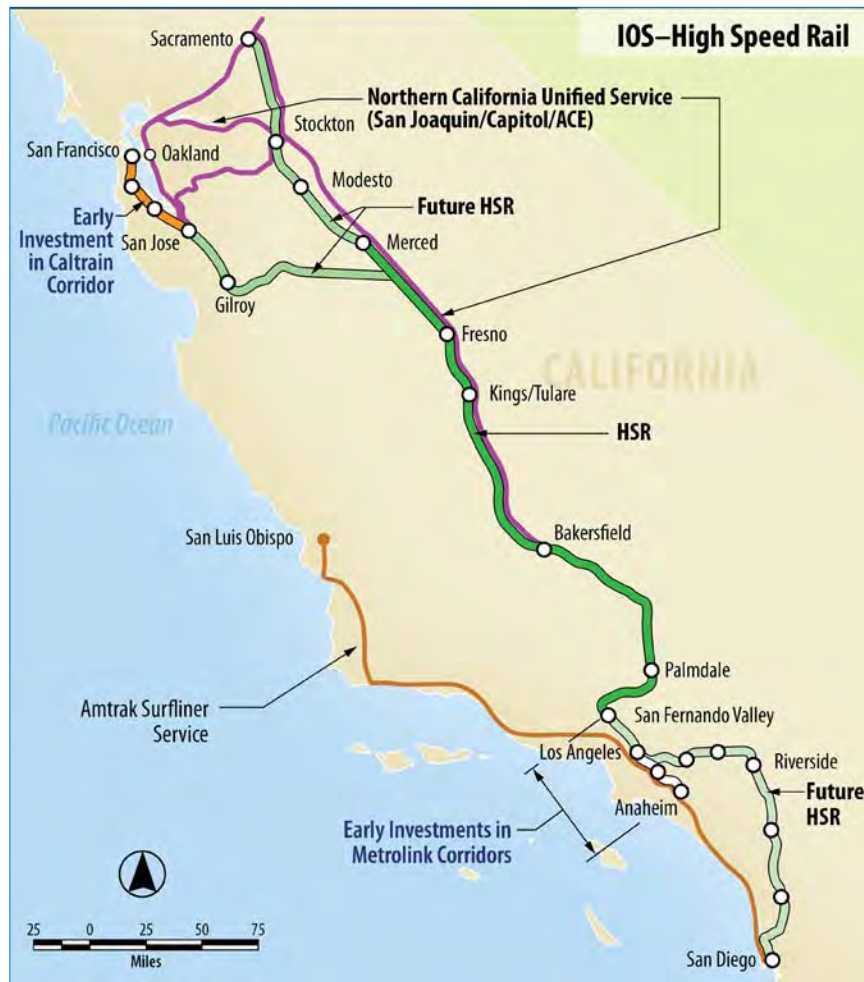 IOS–High Speed Rail
Sacramento
Northern California Unified Service
(San Joaquin/Capitol/ACE)
Stockton
San Francisco
Oakland
Modesto
Early
Investment
in Caltrain
Corridor
Future HSR
San Jose
Merced
Gilroy
Fresno
CALIFORNIA
Kings/Tulare
Pacific Ocean
HSR
San Luis Obispo
Bakersfield
Palmdale
Amtrak Surfliner
Service
San Fernando Valley
Los Angeles
Riverside
Future
HSR
Anaheim
Early Investments in
Metrolink Corridors
25 0 25 50 75
Miles
San Diego